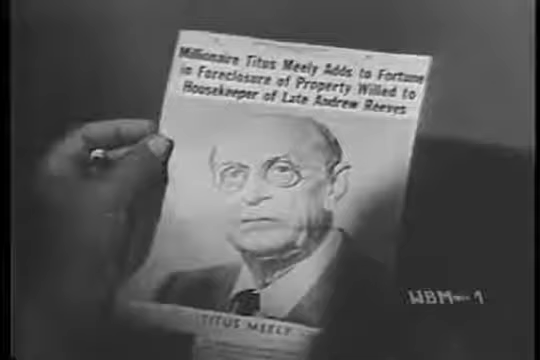 Millionaire Titus Meely Adds to Fortune
in Foreclosure of Property Willed to
Housekeeper of Late Andrew Reeves
TITUS MEELY